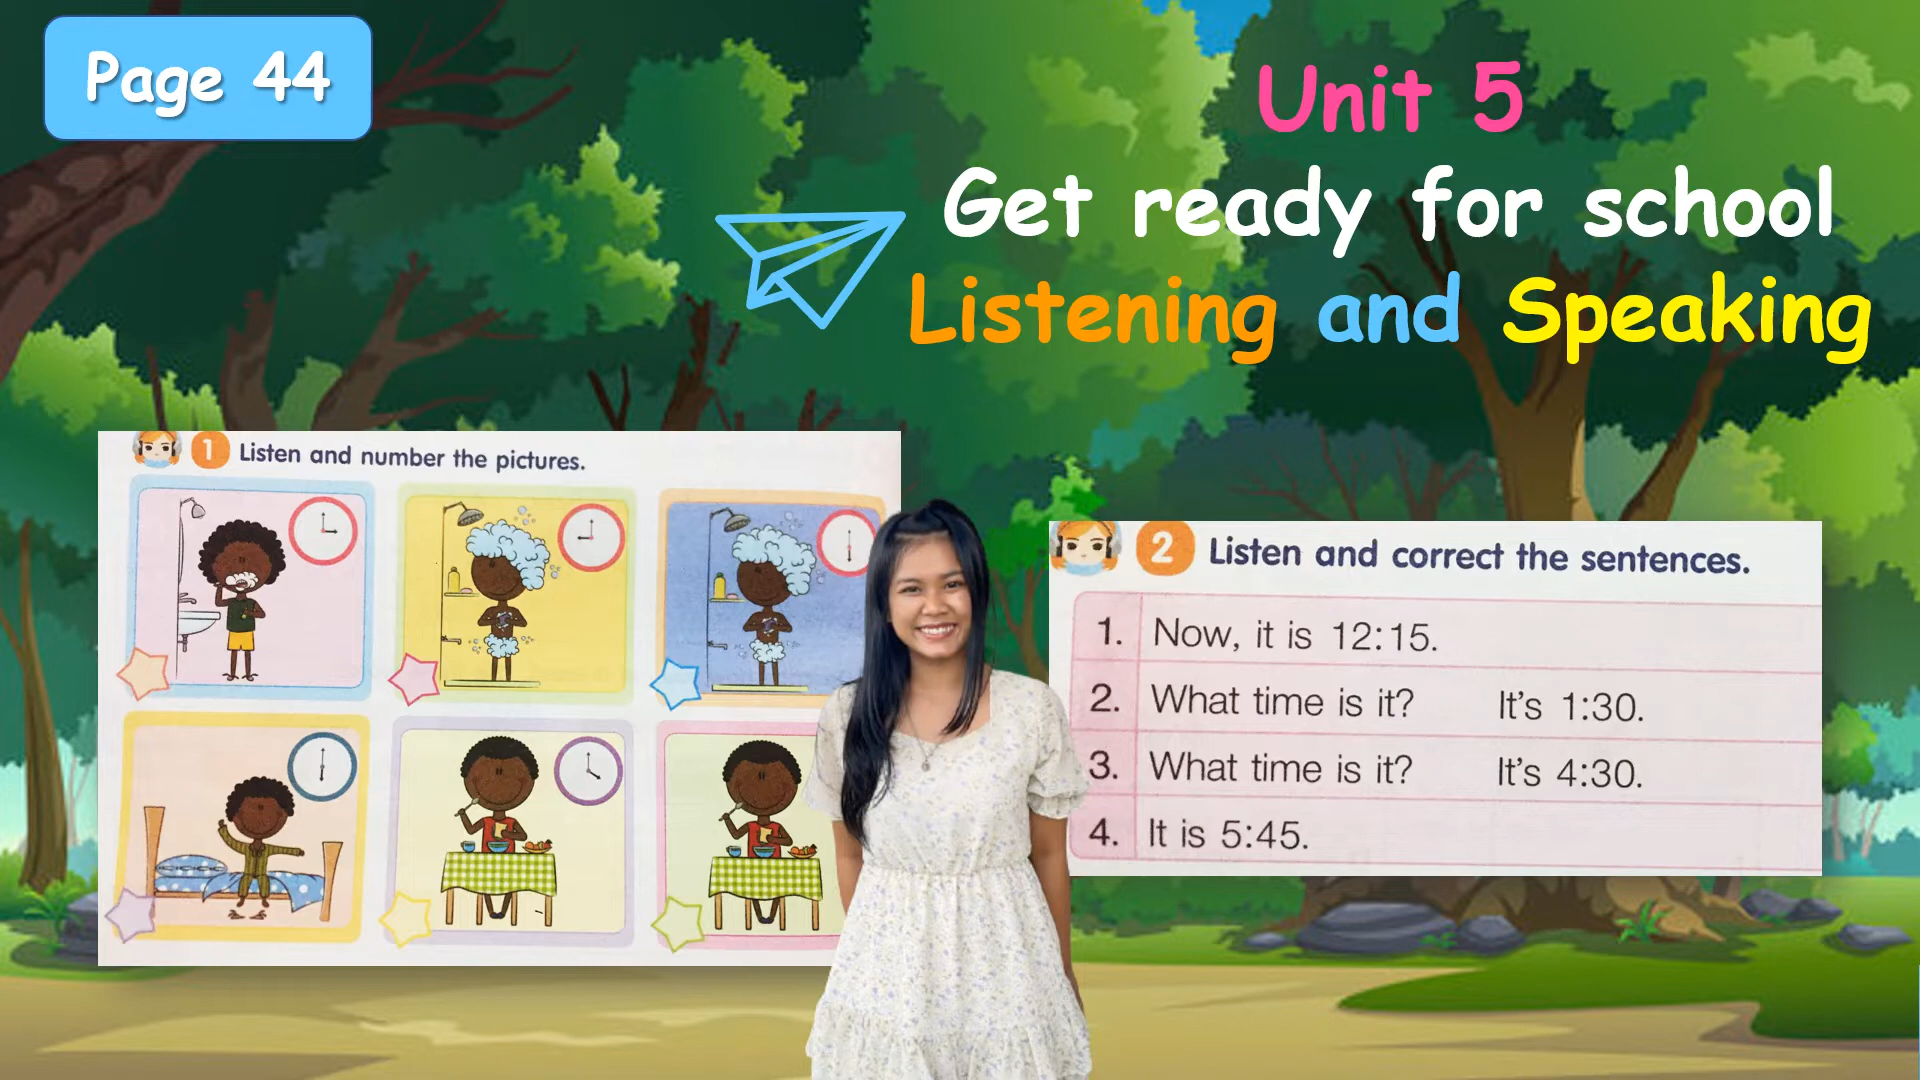 Page 44
Unit 5
Get ready for school
Listening and Speaking
1 Listen and number the pictures.
2 Listen and correct the sentences.
1. Now, it is 12:15.
2. What time is it? It's 1:30.
3. What time is it? It's 4:30.
4. It is 5:45.